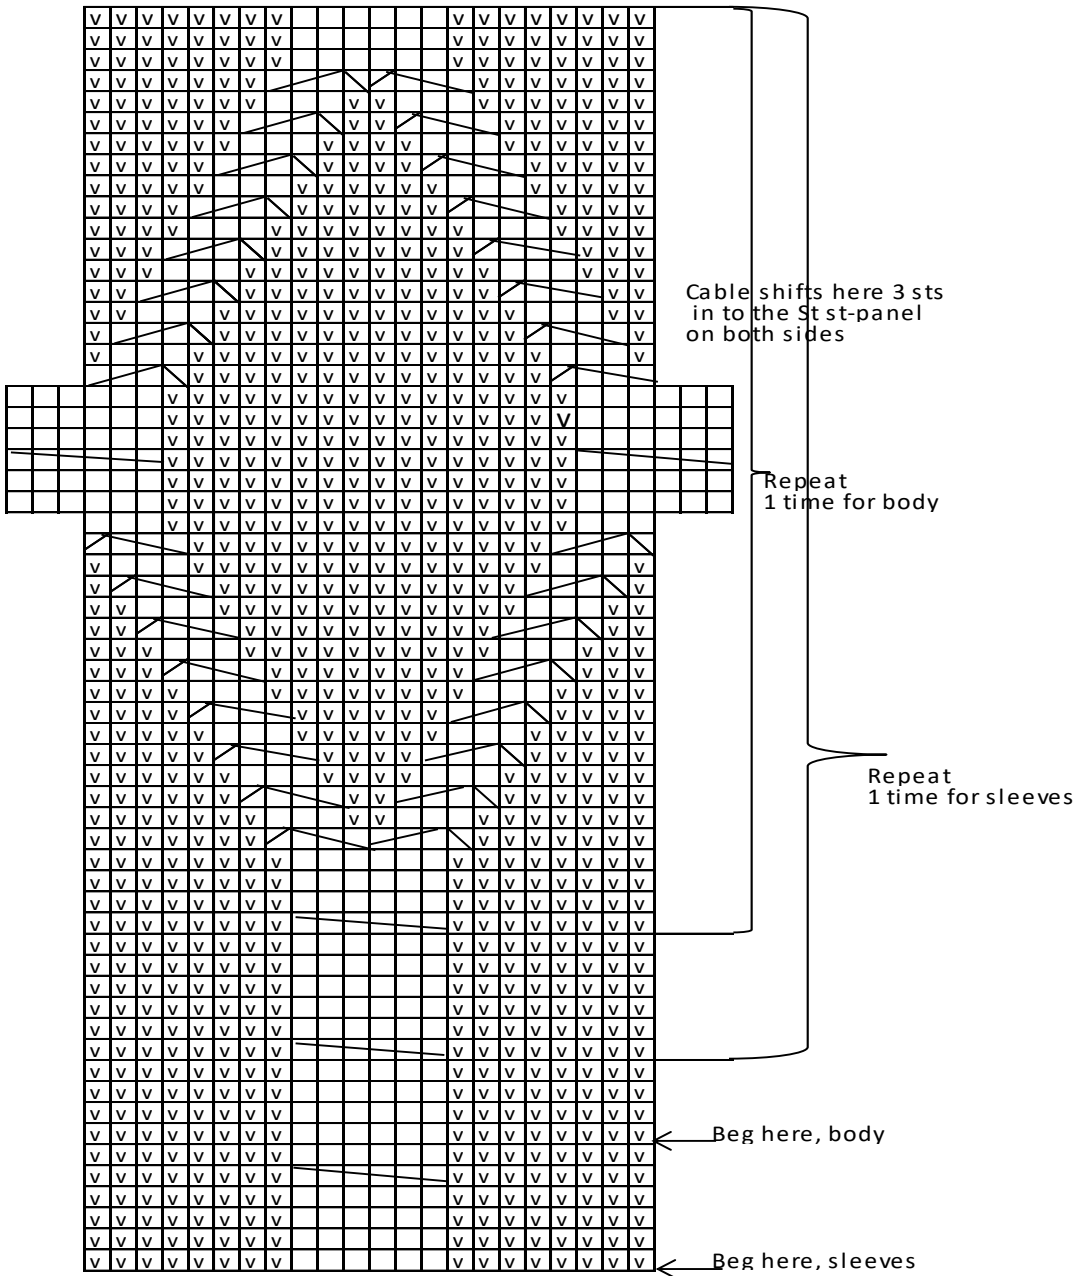 Cable shifts here 3 sts
in to the St st-panel
on both sides
Repeat
1 time for body
Repeat
1 time for sleeves
Beg here, body
Beg here, sleeves